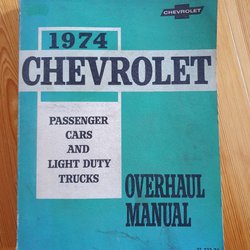 CHEVROLET
1974
CHEVROLET
PASSENGER
CARS
AND
LIGHT DUTY
TRUCKS
OVERHAUL
MANUAL